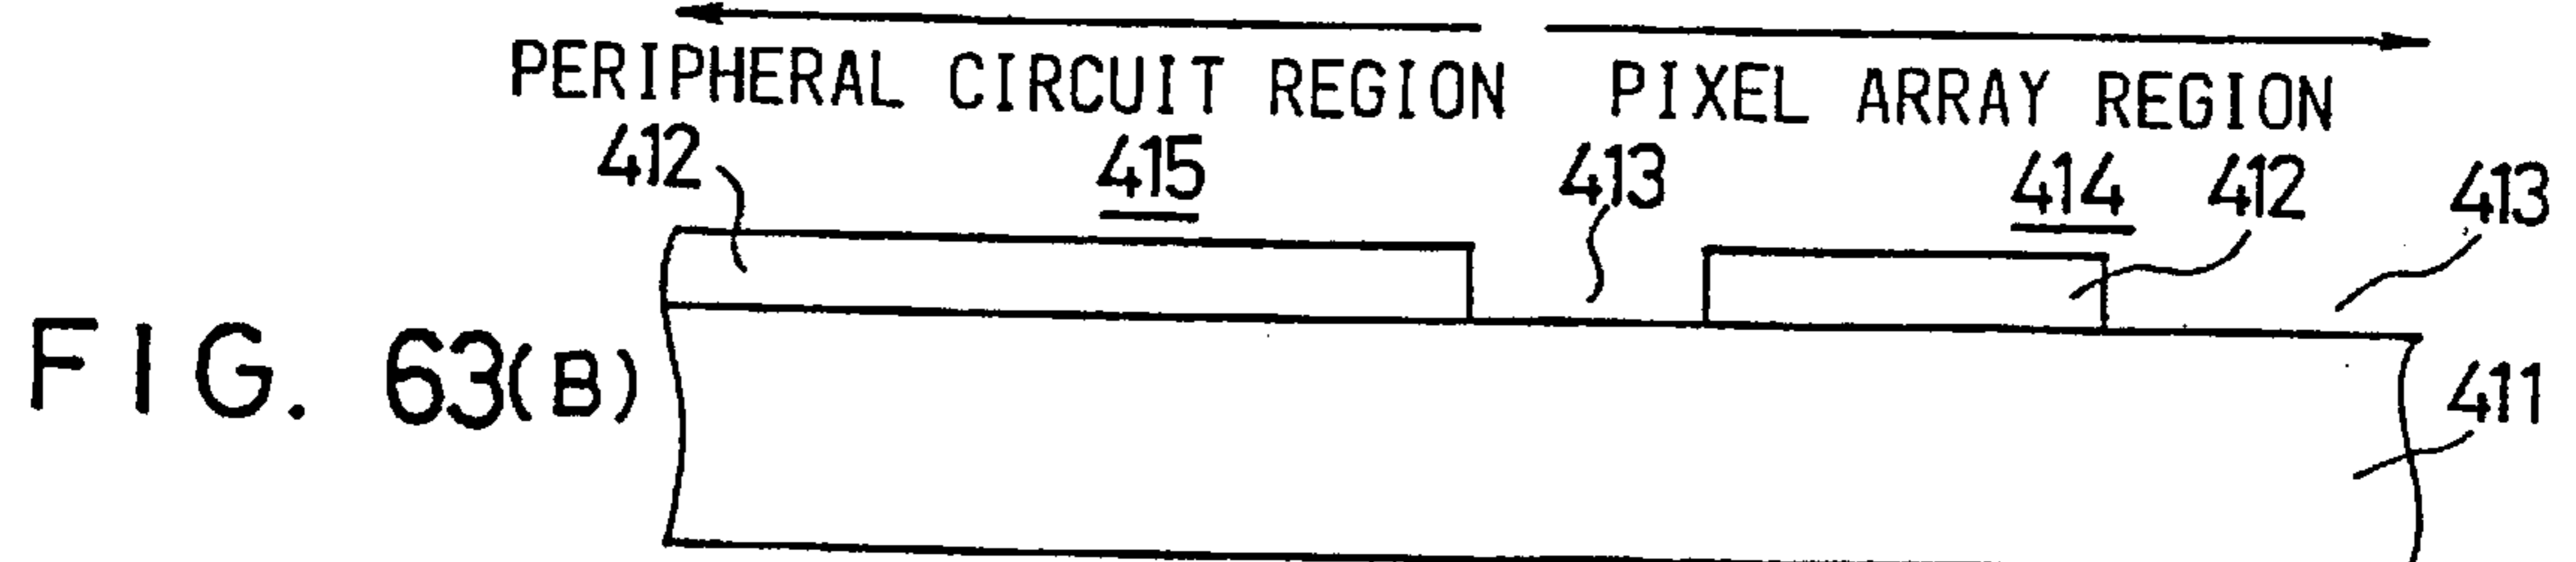 PERIPHERAL CIRCUIT REGION PIXEL ARRAY REGION
412 415 413 414 412 413
FIG. 63(B)
411